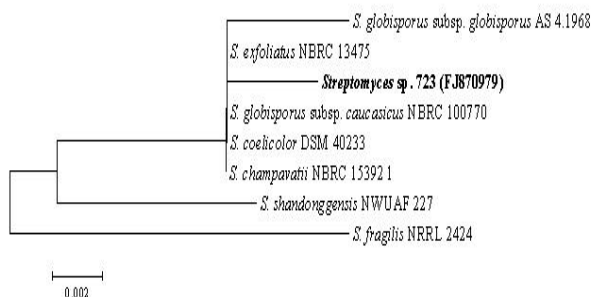 S. globisporus subsp. globisporus AS 4.1968
S. exfoliatus NBRC 13475
Streptomyces sp. 723 (FJ870979)
S. globisporus subsp. caucasicus NBRC 100770
S. coelicolor DSM 40233
S. champavatii NBRC 15392 1
S. shandonggensis NWUAF 227
S. fragilis NRRL 2424
0.002